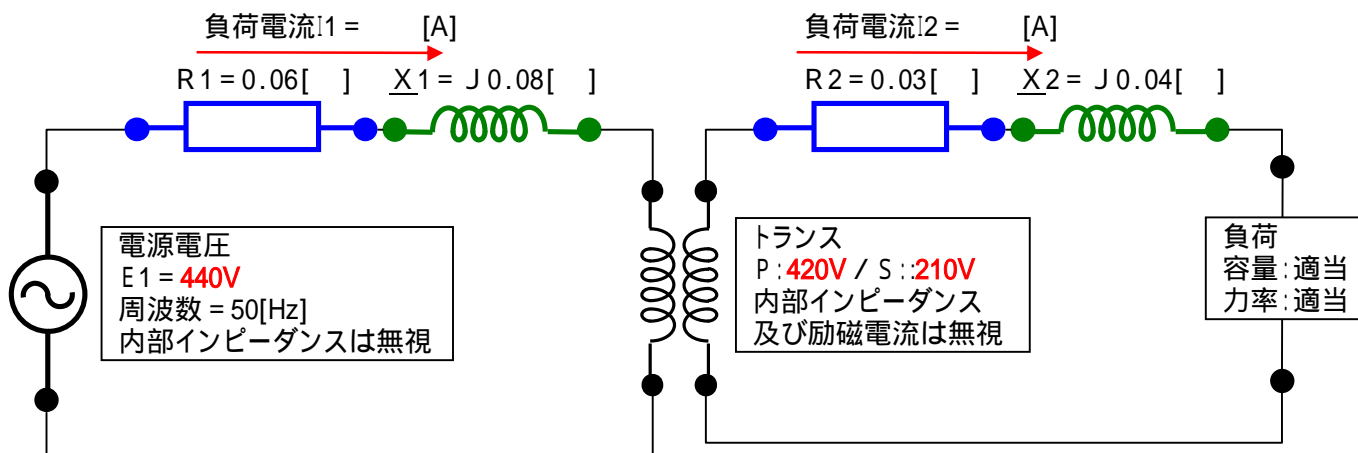 負荷電流I1 = [A]
負荷電流I2 = [A]
R1=0.06[ ]
X1= J0.08[ ]
R2=0.03[ ]
X2= J0.04[ ]
電源電圧
E1=440V
周波数=50[Hz]
内部インピーダンスは無視
トランス
P:420V / S::210V
内部インピーダンス
及び励磁電流は無視
負荷
容量:適当
力率:適当